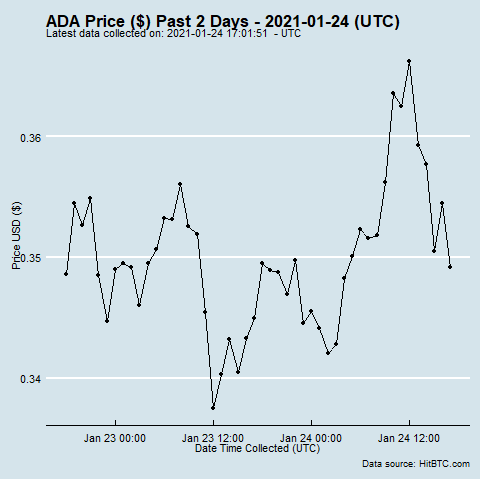 ADA Price ($) Past 2 Days - 2021-01-24 (UTC)
Latest data collected on: 2021-01-24 17:01:51 - UTC
0.36
0.35
0.34
Price USD ($)
Jan 23 00:00
Jan 23 12:00
Jan 24 00:00
Jan 24 12:00
Date Time Collected (UTC)
Data source: HitBTC.com